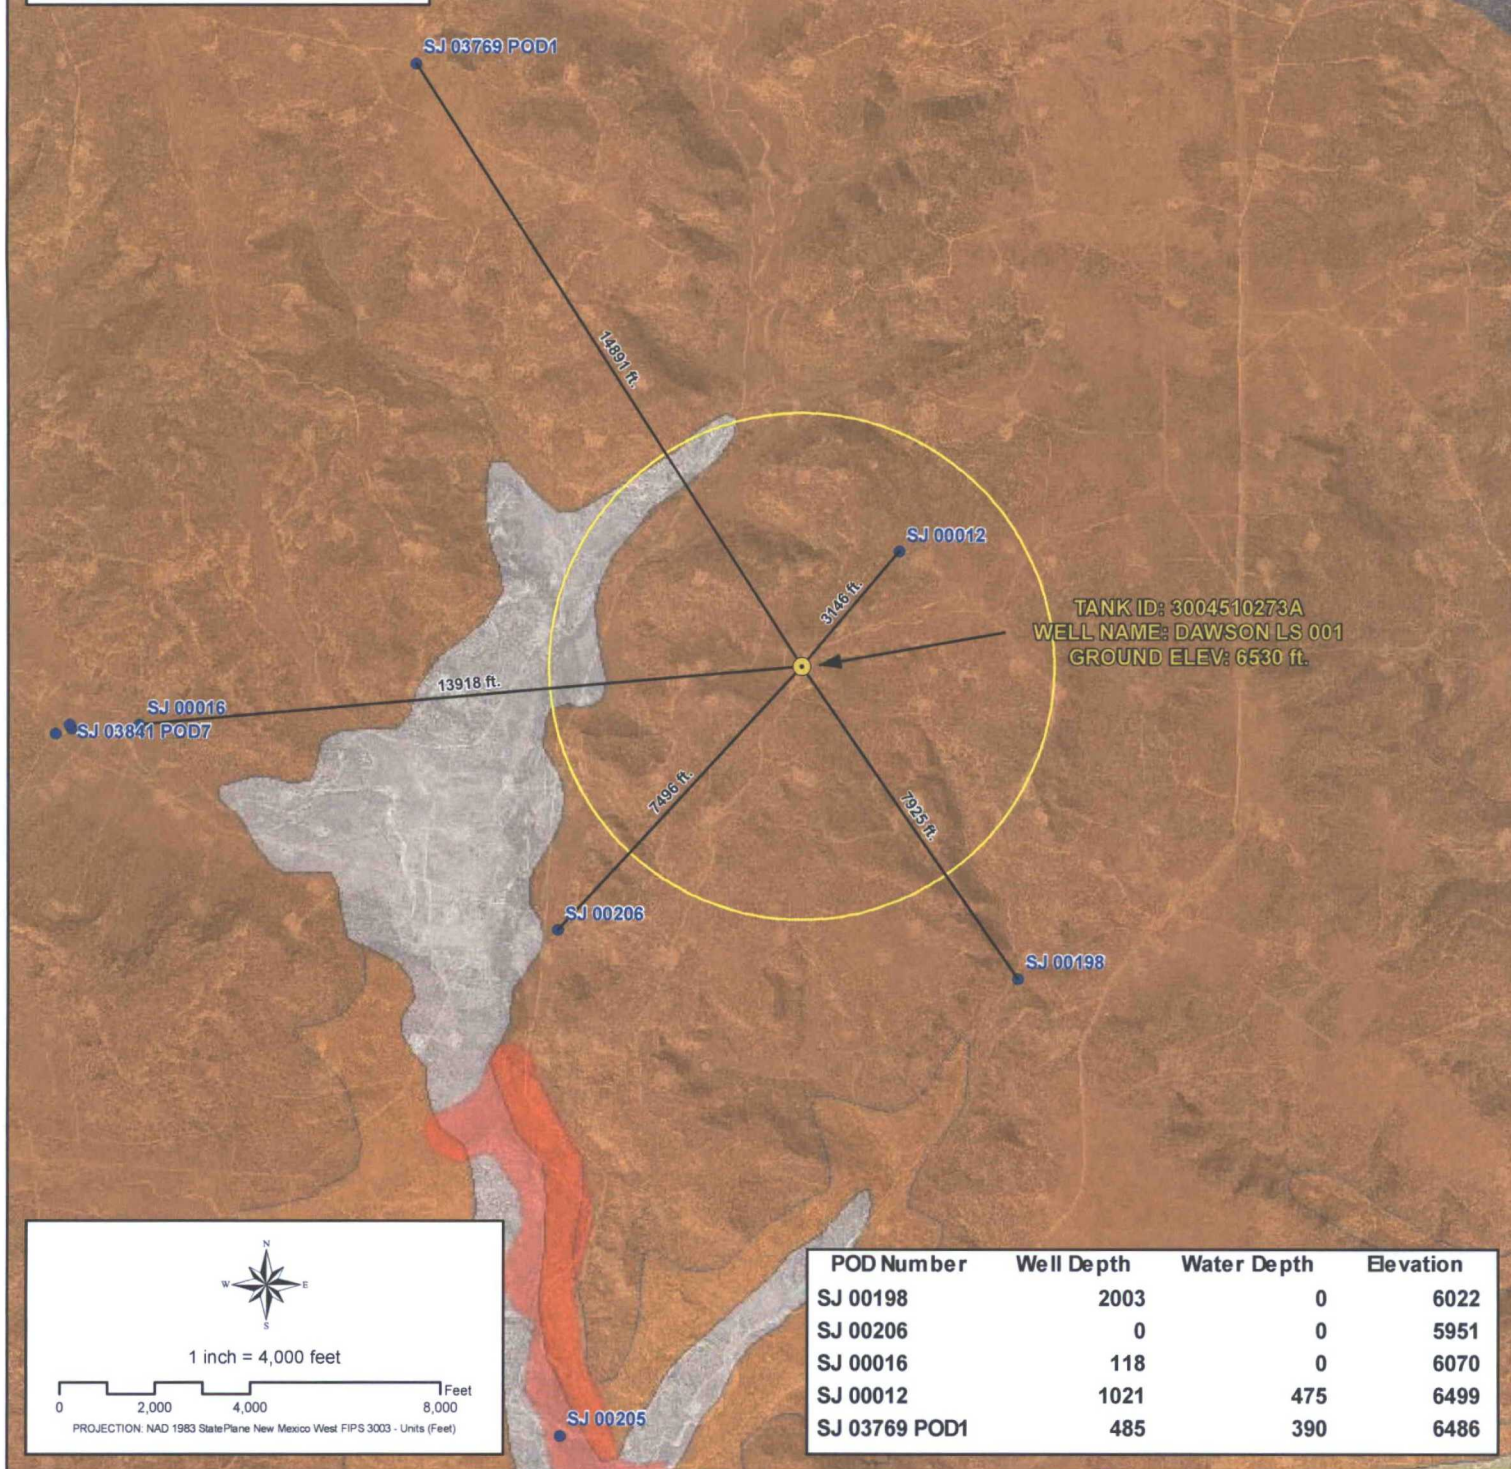 SJ 03769 POD1
14891 ft.
SJ 00012
3146 ft.
TANK ID: 3004510273A
WELL NAME: DAWSON LS 001
GROUND ELEV: 6530 ft.
13918 ft.
SJ 00016
SJ 03841 POD7
7496 ft.
7925 ft.
SJ 00206
SJ 00198
N
W E
S
1 inch = 4,000 feet
Feet
0 2,000 4,000 8,000
PROJECTION: NAD 1983 StatePlane New Mexico West FIPS 3003 - Units (Feet)
SJ 00205
POD Number Well Depth Water Depth Elevation
SJ 00198 2003 0 6022
SJ 00206 0 0 5951
SJ 00016 118 0 6070
SJ 00012 1021 475 6499
SJ 03769 POD1 485 390 6486